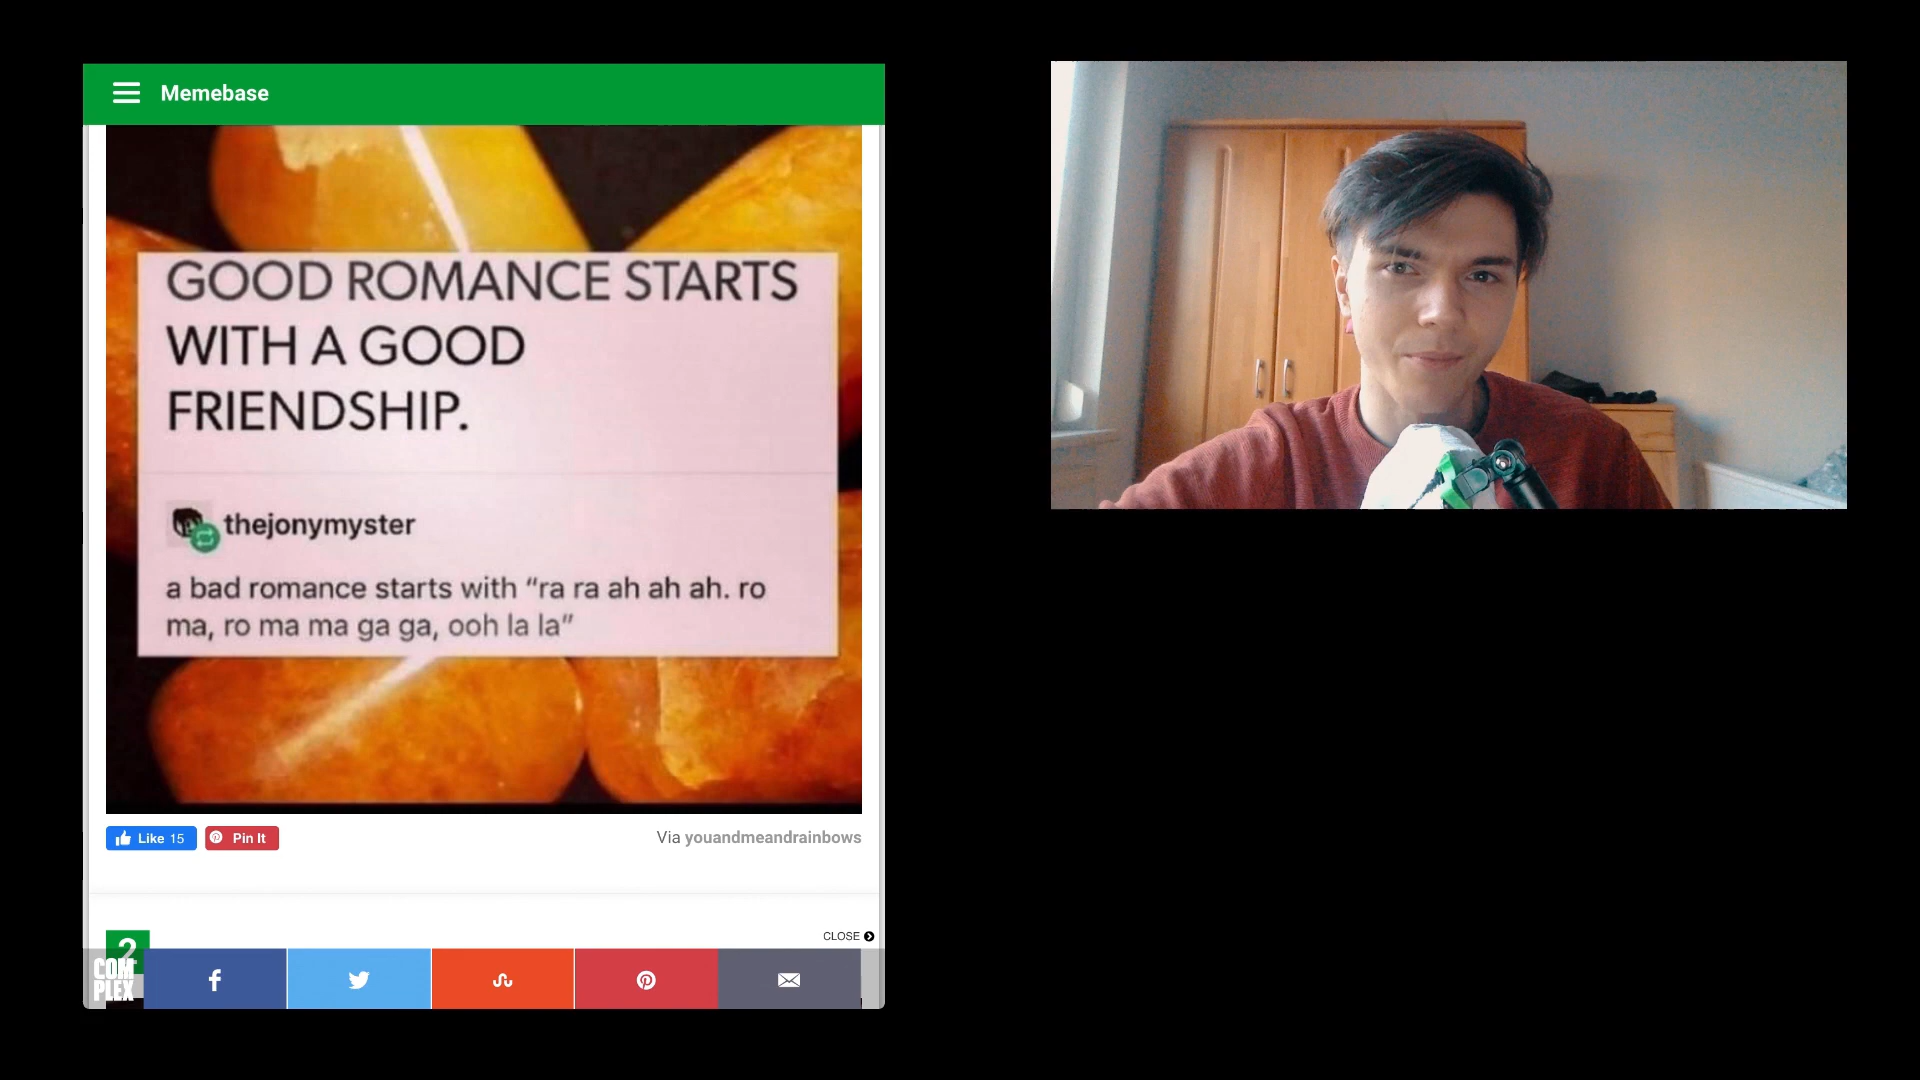 Memebase
GOOD ROMANCE STARTS
WITH A GOOD
FRIENDSHIP.
thejonymyster
a bad romance starts with “ra ra ah ah ah. ro
ma, ro ma ma ga ga, ooh la la”
Like 15
Pin It
Via youandmeandrainbows
2
CLOSE
COM
PLEX